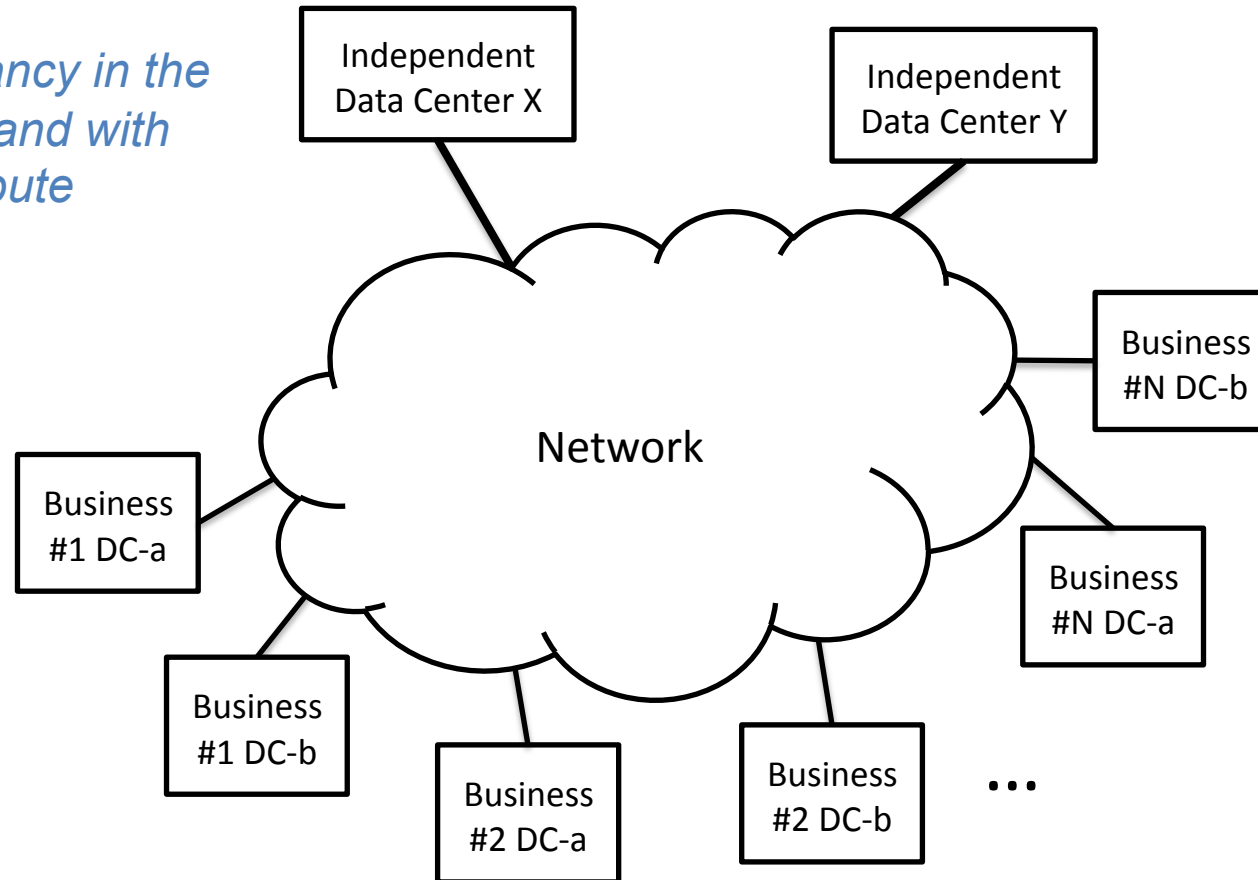 ancy in the
and with
oute
Independent
Data Center X
Independent
Data Center Y
Business
#N DC-b
Network
Business
#1 DC-a
Business
#N DC-a
Business
#1 DC-b
Business
#2 DC-a
Business
#2 DC-b
...